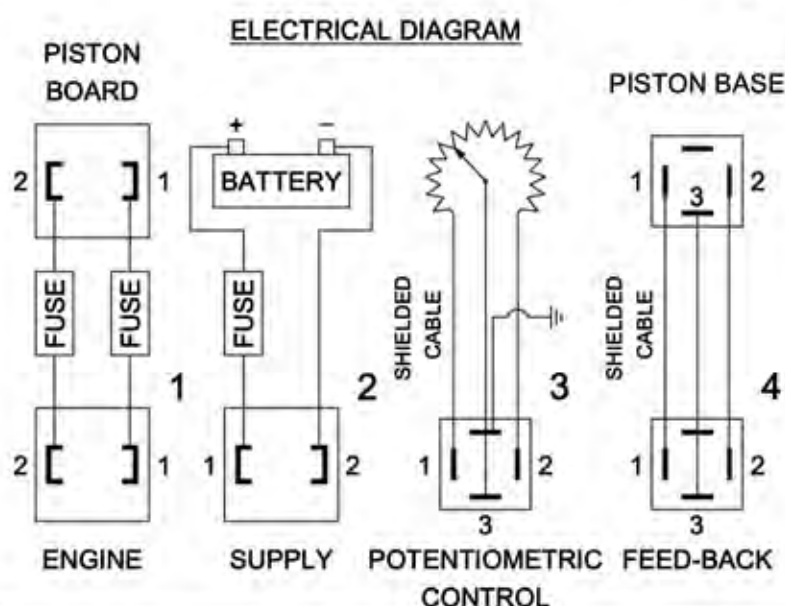 ELECTRICAL DIAGRAM
PISTON
BOARD
PISTON BASE
+ –
BATTERY
2 1
1 2
3
FUSE FUSE
FUSE
SHIELDED
CABLE
SHIELDED
CABLE
1
2
3
4
2 1
1 2
1 2
3
1 2
3
ENGINE
SUPPLY
POTENTIOMETRIC
CONTROL
FEED-BACK